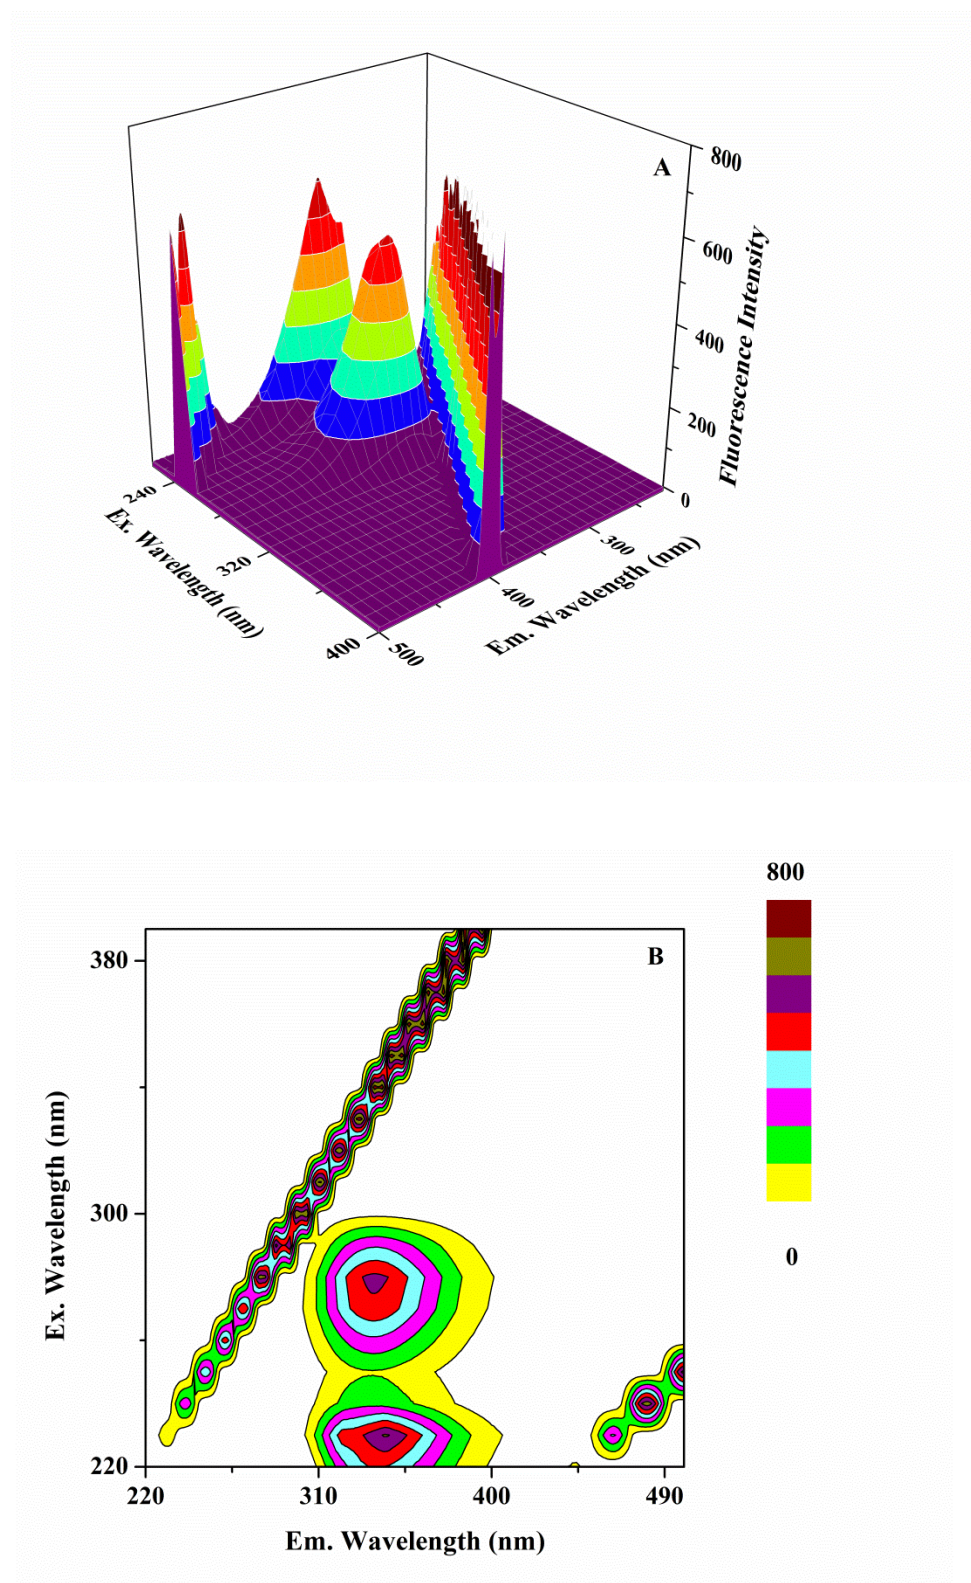 A
800
600
400
200
0
Fluorescence Intensity
240
320
400
Ex. Wavelength (nm)
500
400
300
Em. Wavelength (nm)
800
0
B
380
300
220
Ex. Wavelength (nm)
220
310
400
490
Em. Wavelength (nm)